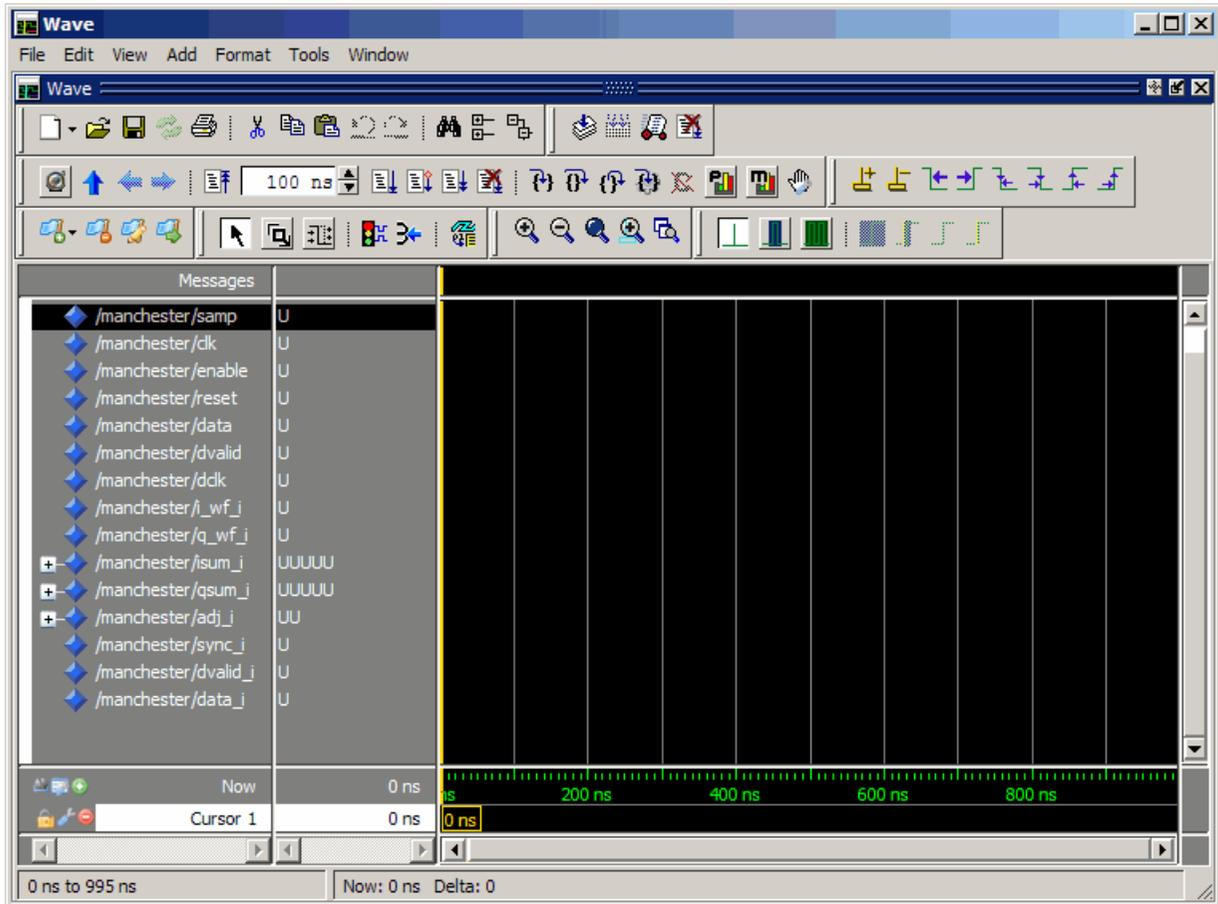 Wave
File Edit View Add Format Tools Window
Wave
100 ns
Messages
/manchester/samp U
/manchester/clk U
/manchester/enable U
/manchester/reset U
/manchester/data U
/manchester/dvalid U
/manchester/dclk U
/manchester/i_wf_i U
/manchester/q_wf_i U
/manchester/isum_i UUUUU
/manchester/qsum_i UUUUU
/manchester/adj_i UU
/manchester/sync_i U
/manchester/dvalid_i U
/manchester/data_i U
Now 0 ns ns 200 ns 400 ns 600 ns 800 ns
Cursor 1 0 ns 0 ns
0 ns to 995 ns Now: 0 ns Delta: 0